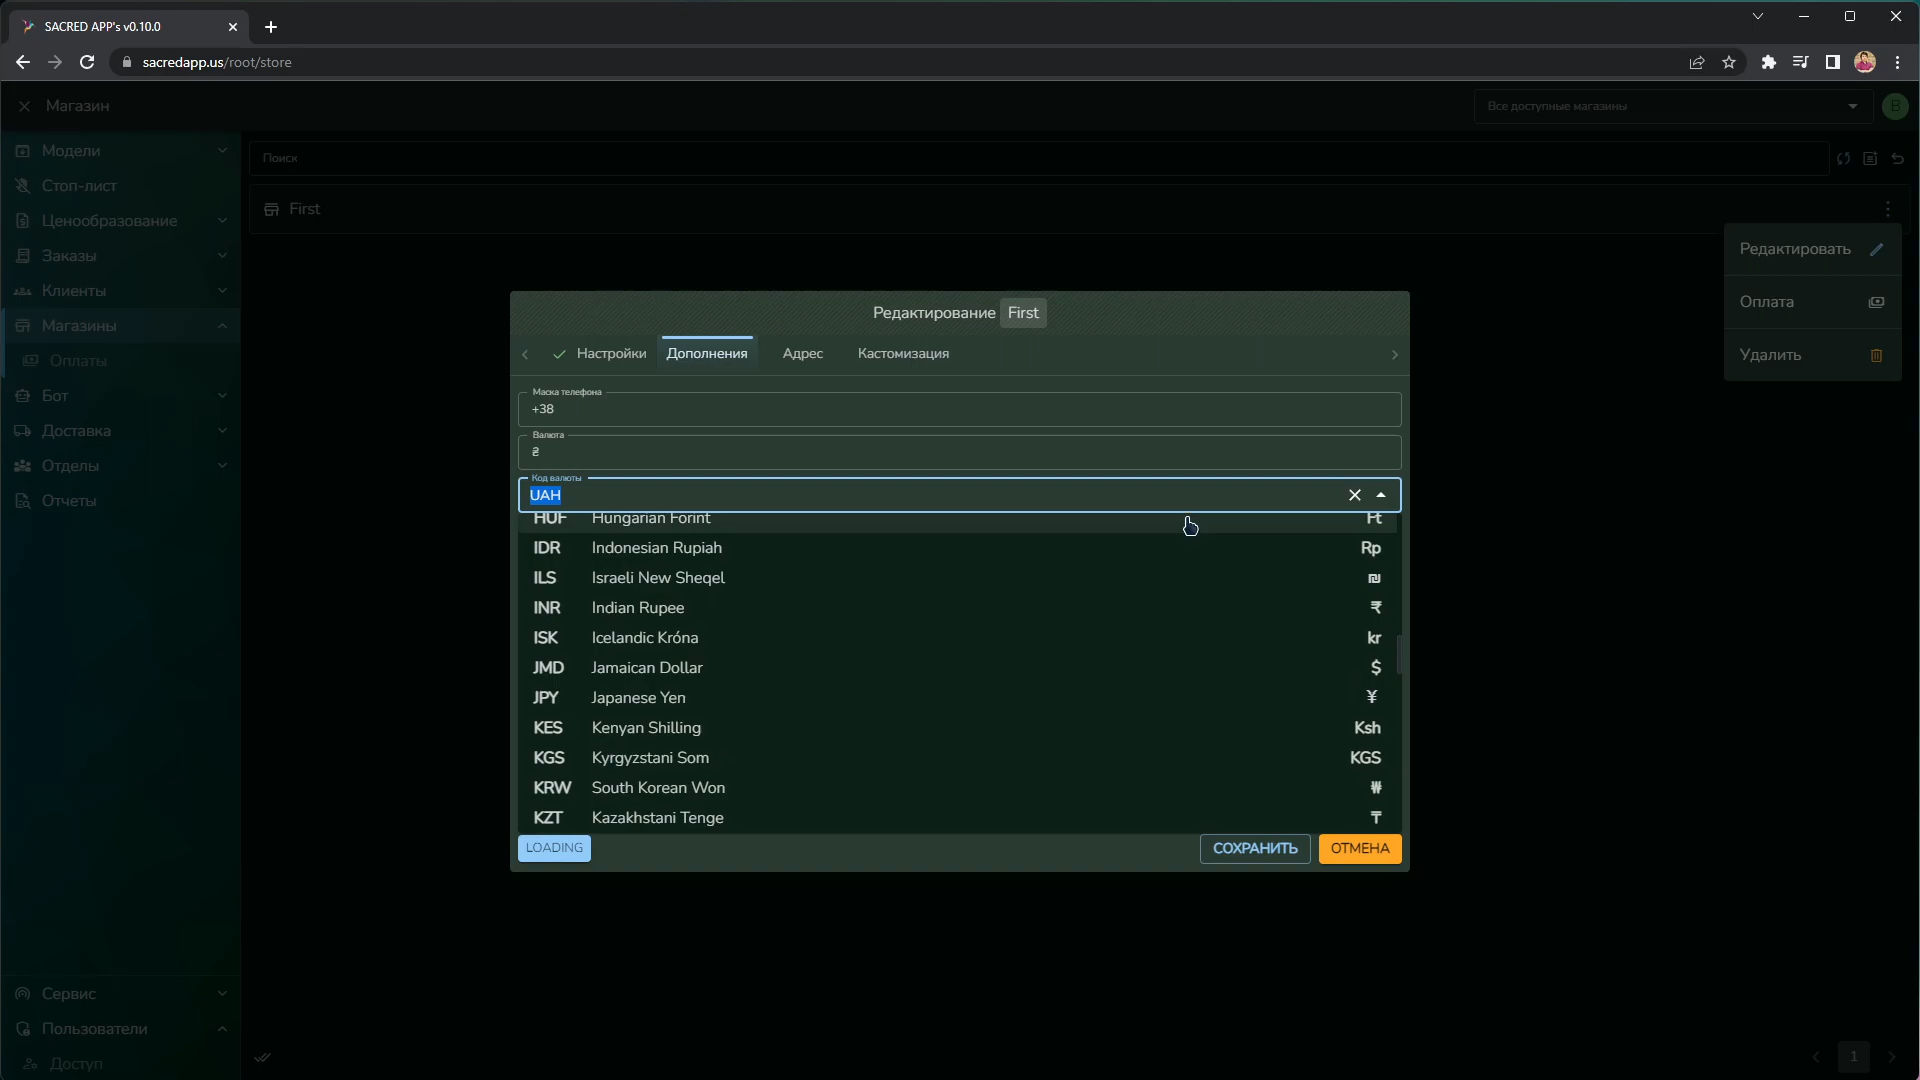 SACRED APP's v0.10.0
sacredapp.us/root/store
Магазин
Все доступные магазины
B
Модели
Стоп-лист
Ценообразование
Заказы
Клиенты
Магазины
Оплаты
Бот
Доставка
Отделы
Отчеты
Сервис
Пользователи
Доступ
Поиск
First
Редактировать
Оплата
Удалить
Редактирование First
Настройки Дополнения Адрес Кастомизация
Маска телефона
+38
Валюта
₴
Код валюты
UAH
HUF Hungarian Forint Ft
IDR Indonesian Rupiah Rp
ILS Israeli New Sheqel ₪
INR Indian Rupee ₹
ISK Icelandic Króna kr
JMD Jamaican Dollar $
JPY Japanese Yen ¥
KES Kenyan Shilling Ksh
KGS Kyrgyzstani Som KGS
KRW South Korean Won ₩
KZT Kazakhstani Tenge ₸
LOADING СОХРАНИТЬ ОТМЕНА
1